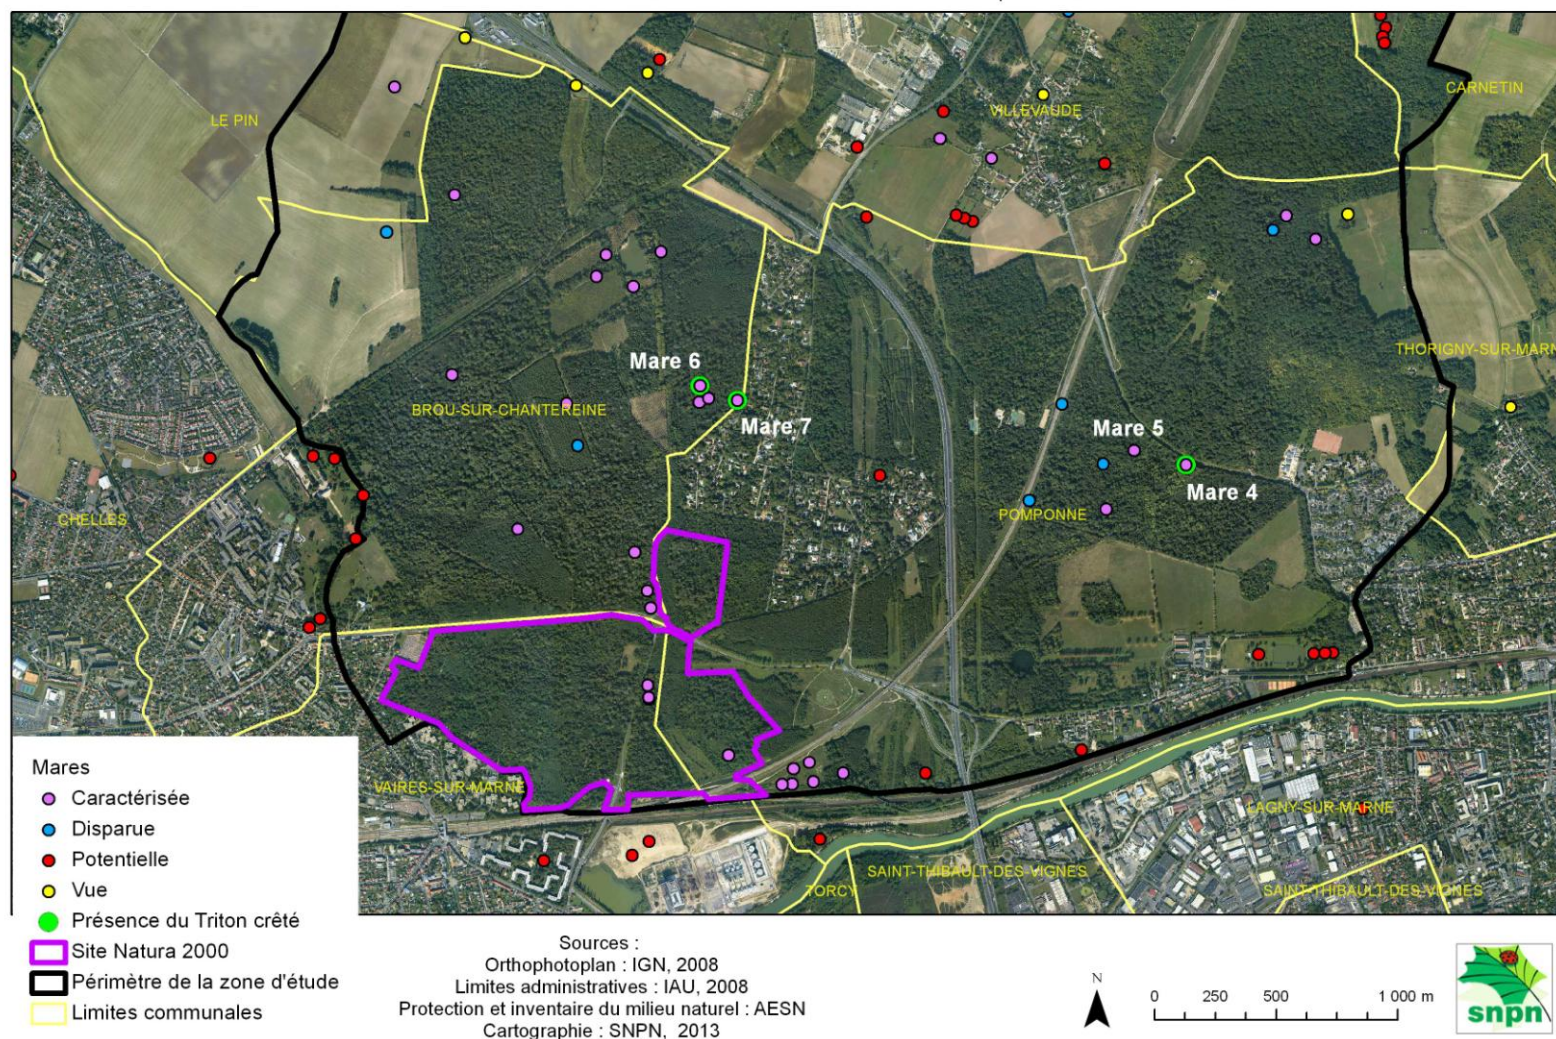 LE PIN
VILLEVAUDE
CARNETIN
Mare 6
THORIGNY-SUR-MARN
BROU-SUR-CHANTEREINE
Mare 7
Mare 5
Mare 4
CHELLES
POMPONNE
VAIRES-SUR-MARNE
LAGNY-SUR-MARNE
SAINT-THIBAULT-DES-VIGNES
TORCY
SAINT-THIBAULT-DES-VIGNES
Mares
Caractérisée
Disparue
Potentielle
Vue
Présence du Triton crêté
Site Natura 2000
Périmètre de la zone d'étude
Limites communales
Sources :
Orthophotoplan : IGN, 2008
Limites administratives : IAU, 2008
Protection et inventaire du milieu naturel : AESN
Cartographie : SNPN, 2013
N
0 250 500 1 000 m
snpn